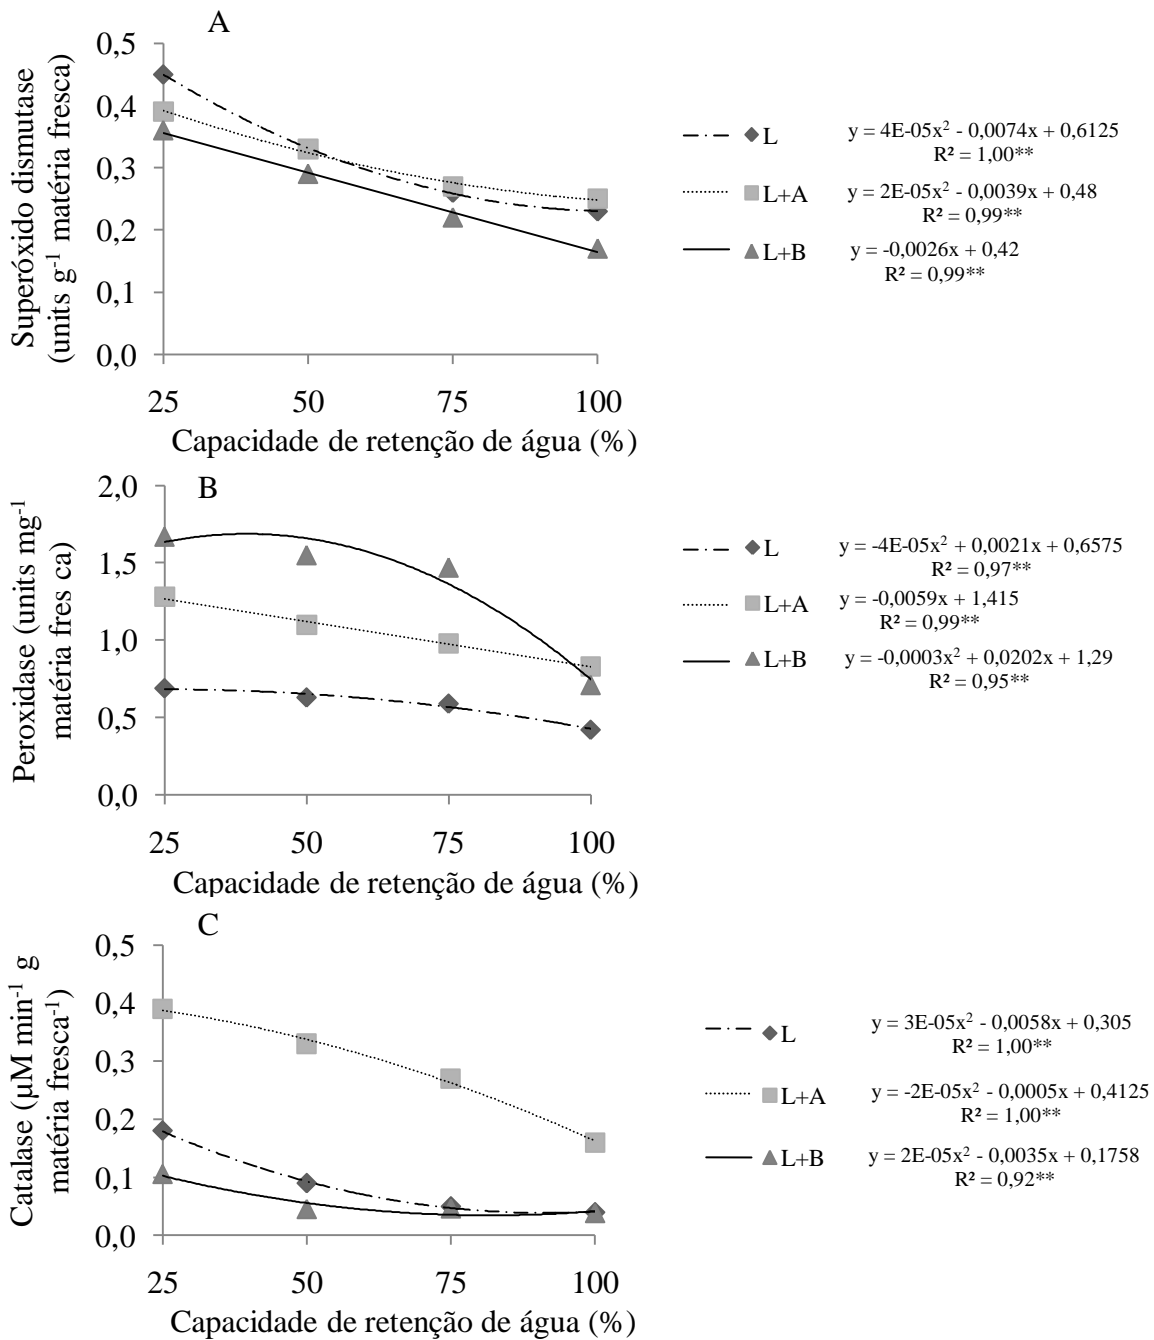 A
Superóxido dismutase
(units g⁻¹ matéria fresca)
0,5
0,4
0,3
0,2
0,1
0,0
25 50 75 100
Capacidade de retenção de água (%)
L y = 4E-05x² - 0,0074x + 0,6125
R² = 1,00**
L+A y = 2E-05x² - 0,0039x + 0,48
R² = 0,99**
L+B y = -0,0026x + 0,42
R² = 0,99**
B
Peroxidase (units mg⁻¹
matéria fres ca)
2,0
1,5
1,0
0,5
0,0
25 50 75 100
Capacidade de retenção de água (%)
L y = -4E-05x² + 0,0021x + 0,6575
R² = 0,97**
L+A y = -0,0059x + 1,415
R² = 0,99**
L+B y = -0,0003x² + 0,0202x + 1,29
R² = 0,95**
C
Catalase (µM min⁻¹ g
matéria fresca⁻¹)
0,5
0,4
0,3
0,2
0,1
0,0
25 50 75 100
Capacidade de retenção de água (%)
L y = 3E-05x² - 0,0058x + 0,305
R² = 1,00**
L+A y = -2E-05x² - 0,0005x + 0,4125
R² = 1,00**
L+B y = 2E-05x² - 0,0035x + 0,1758
R² = 0,92**